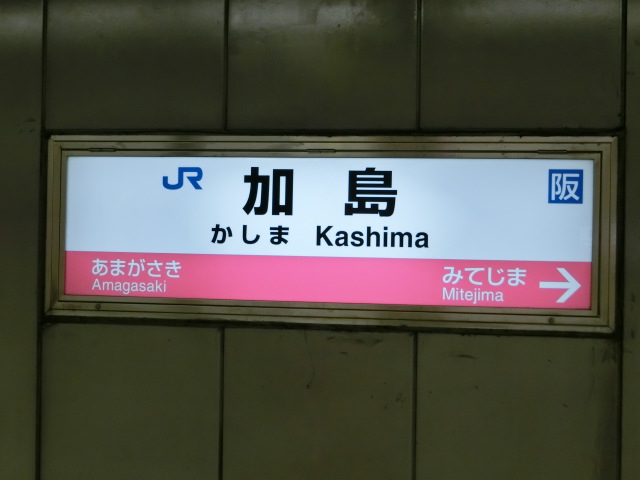 JR 加島 阪
かしま Kashima
あまがさき みてじま →
Amagasaki Mitejima